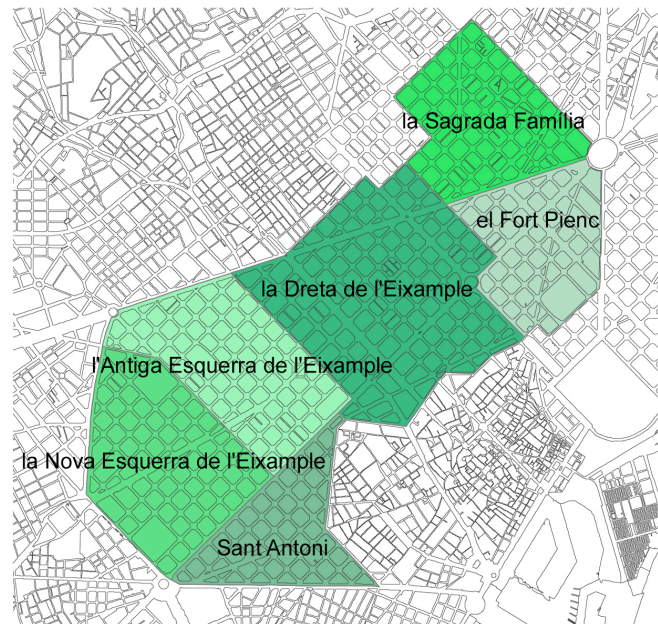 la Sagrada Família
el Fort Pienc
la Dreta de l'Eixample
l'Antiga Esquerra de l'Eixample
la Nova Esquerra de l'Eixample
Sant Antoni